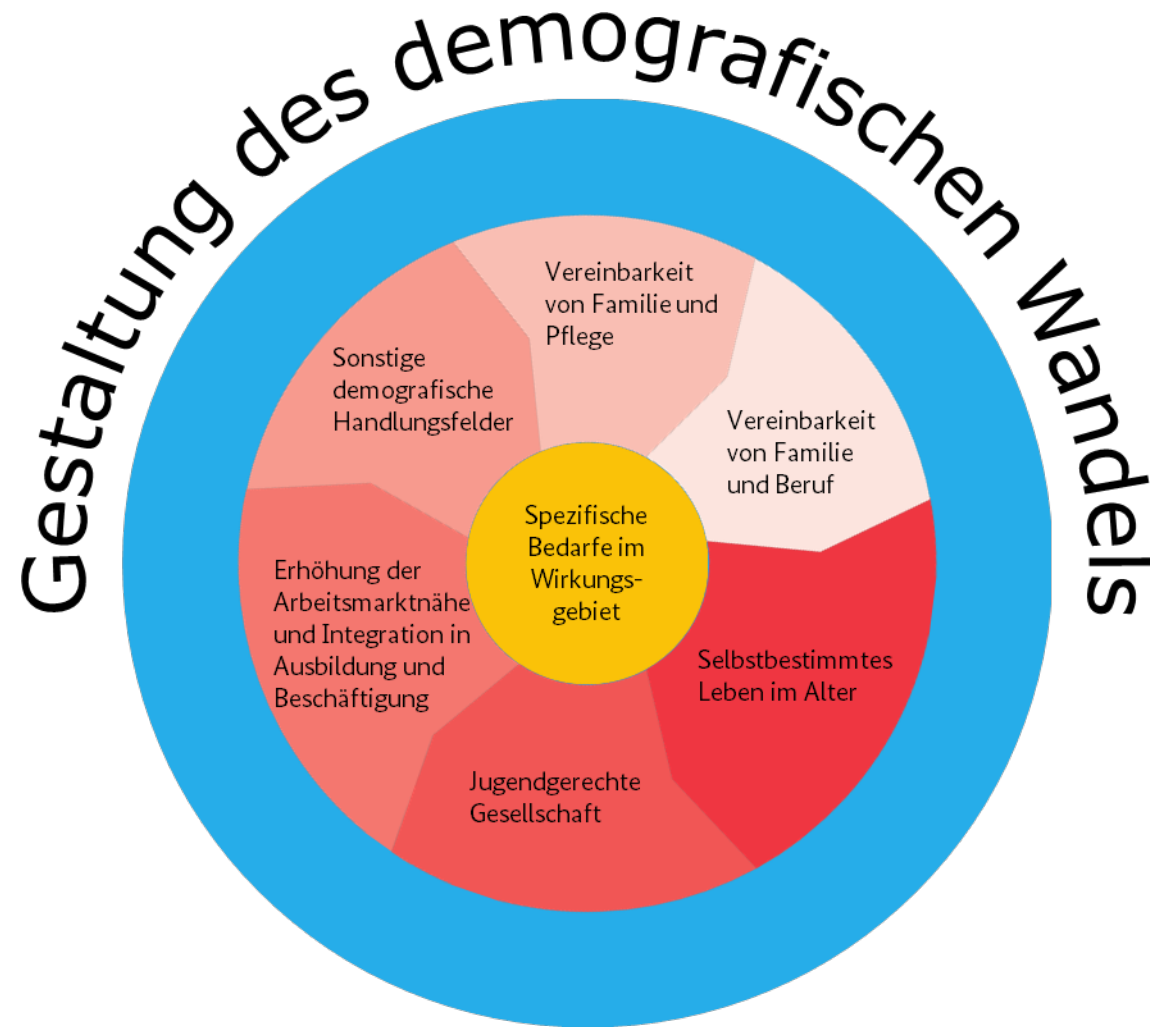 Gestaltung des demografischen Wandels
Vereinbarkeit
von Familie und
Pflege
Vereinbarkeit
von Familie
und Beruf
Selbstbestimmtes
Leben im Alter
Jugendgerechte
Gesellschaft
Erhöhung der
Arbeitsmarktnähe
und Integration in
Ausbildung und
Beschäftigung
Sonstige
demografische
Handlungsfelder
Spezifische
Bedarfe im
Wirkungs-
gebiet